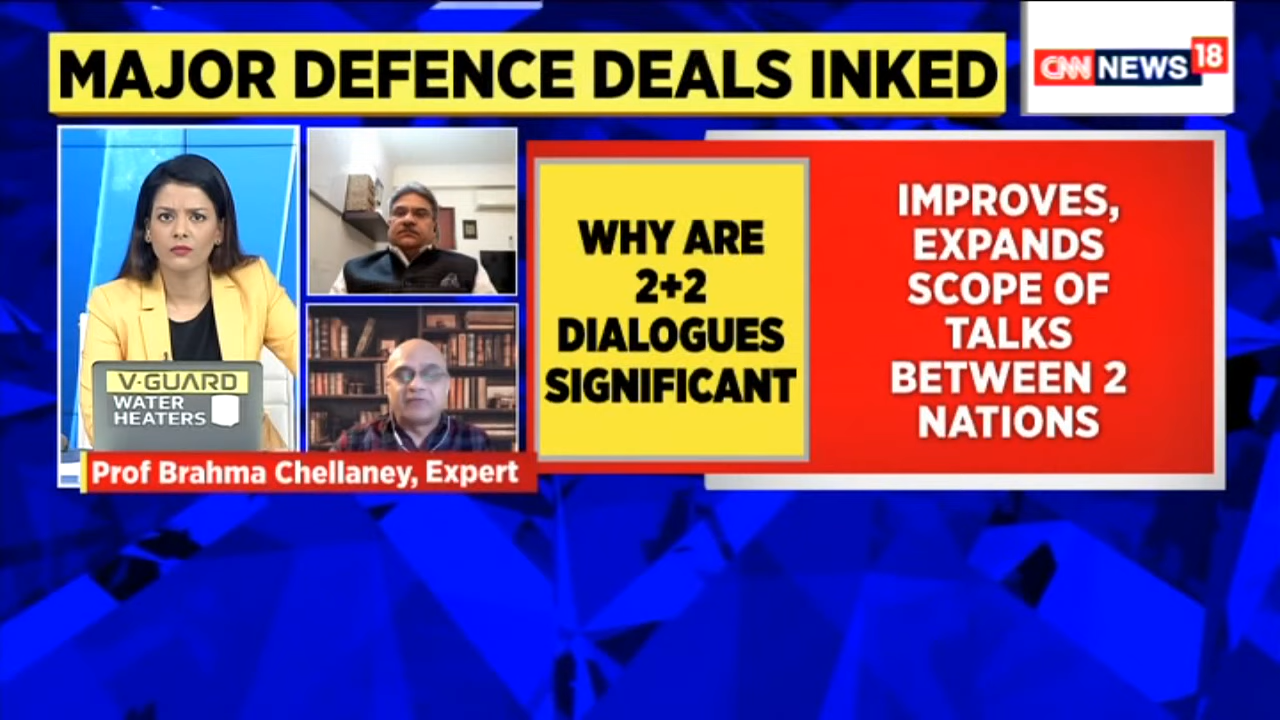 MAJOR DEFENCE DEALS INKED
CNN NEWS 18
V-GUARD
WATER
HEATERS
Prof Brahma Chellaney, Expert
WHY ARE
2+2
DIALOGUES
SIGNIFICANT
IMPROVES,
EXPANDS
SCOPE OF
TALKS
BETWEEN 2
NATIONS